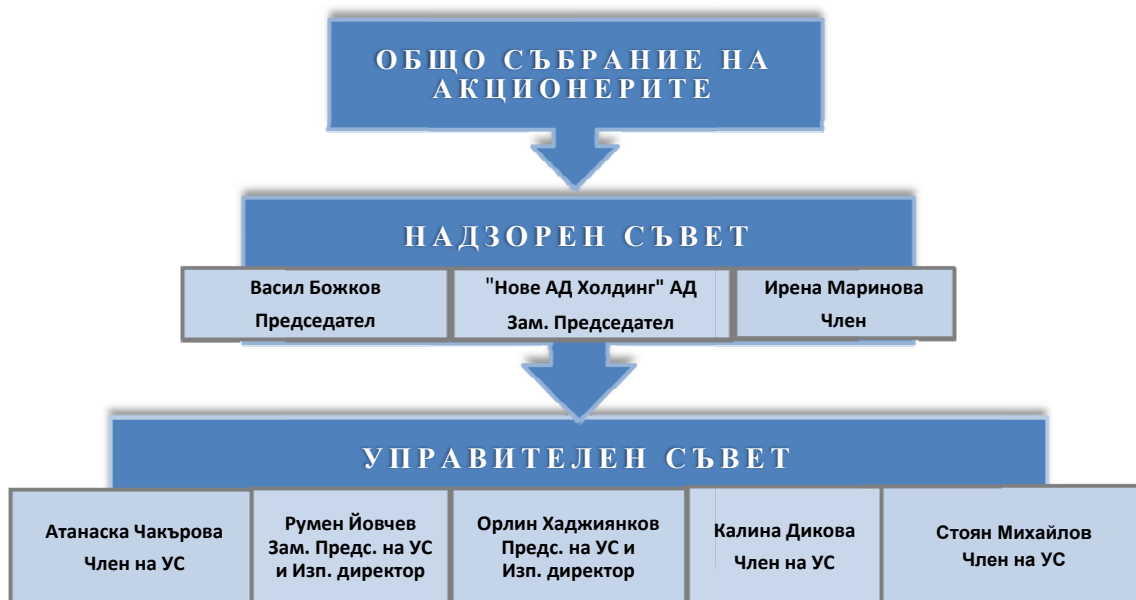 ОБЩО СЪБРАНИЕ НА
АКЦИОНЕРИТЕ
НАДЗОРЕН СЪВЕТ
Васил Божков
Председател
"Нове АД Холдинг" АД
Зам. Председател
Ирена Маринова
Член
УПРАВИТЕЛЕН СЪВЕТ
Атанаска Чакърова
Член на УС
Румен Йовчев
Зам. Предс. на УС
и Изп. директор
Орлин Хаджиянков
Предс. на УС и
Изп. директор
Калина Дикова
Член на УС
Стоян Михайлов
Член на УС